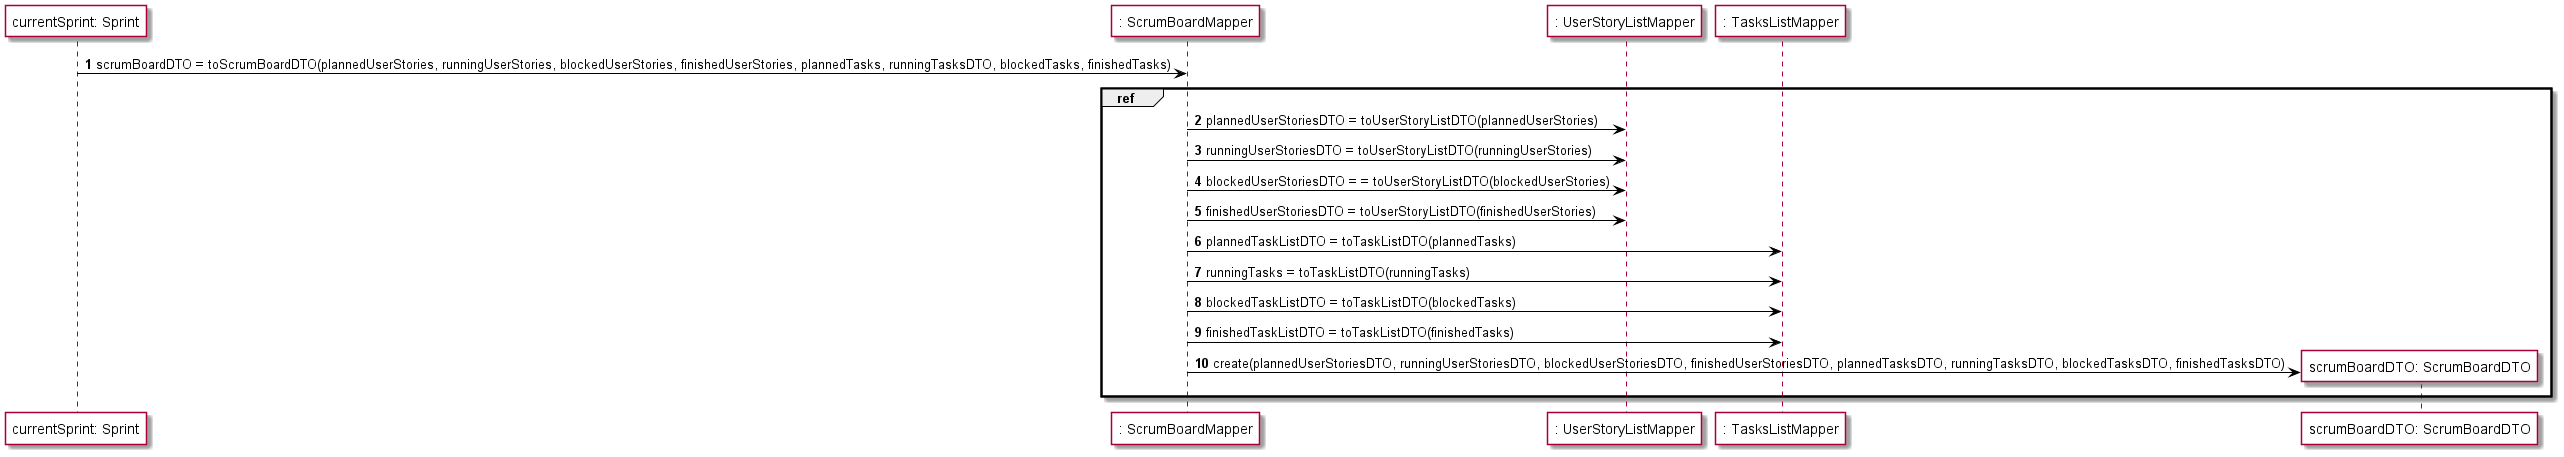 currentSprint: Sprint
: ScrumBoardMapper
: UserStoryListMapper
: TasksListMapper
1 scrumBoardDTO = toScrumBoardDTO(plannedUserStories, runningUserStories, blockedUserStories, finishedUserStories, plannedTasks, runningTasksDTO, blockedTasks, finishedTasks)
ref
2 plannedUserStoriesDTO = toUserStoryListDTO(plannedUserStories)
3 runningUserStoriesDTO = toUserStoryListDTO(runningUserStories)
4 blockedUserStoriesDTO = = toUserStoryListDTO(blockedUserStories)
5 finishedUserStoriesDTO = toUserStoryListDTO(finishedUserStories)
6 plannedTaskListDTO = toTaskListDTO(plannedTasks)
7 runningTasks = toTaskListDTO(runningTasks)
8 blockedTaskListDTO = toTaskListDTO(blockedTasks)
9 finishedTaskListDTO = toTaskListDTO(finishedTasks)
10 create(plannedUserStoriesDTO, runningUserStoriesDTO, blockedUserStoriesDTO, finishedUserStoriesDTO, plannedTasksDTO, runningTasksDTO, blockedTasksDTO, finishedTasksDTO)
scrumBoardDTO: ScrumBoardDTO
currentSprint: Sprint
: ScrumBoardMapper
: UserStoryListMapper
: TasksListMapper
scrumBoardDTO: ScrumBoardDTO